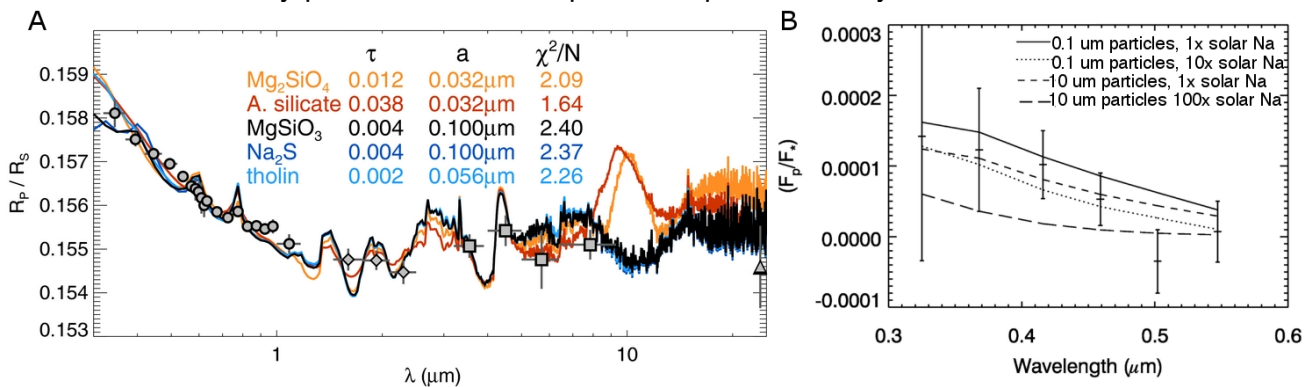 A
τ a χ²/N
Mg₂SiO₄ 0.012 0.032μm 2.09
A. silicate 0.038 0.032μm 1.64
MgSiO₃ 0.004 0.100μm 2.40
Na₂S 0.004 0.100μm 2.37
tholin 0.002 0.056μm 2.26
0.159
0.158
0.157
0.156
0.155
0.154
0.153
R_P / R_S
1 10
λ (μm)
B
0.1 um particles, 1x solar Na
0.1 um particles, 10x solar Na
10 um particles, 1x solar Na
10 um particles 100x solar Na
0.0003
0.0002
0.0001
0.0000
-0.0001
(F_p/F_*)
0.3 0.4 0.5 0.6
Wavelength (μm)